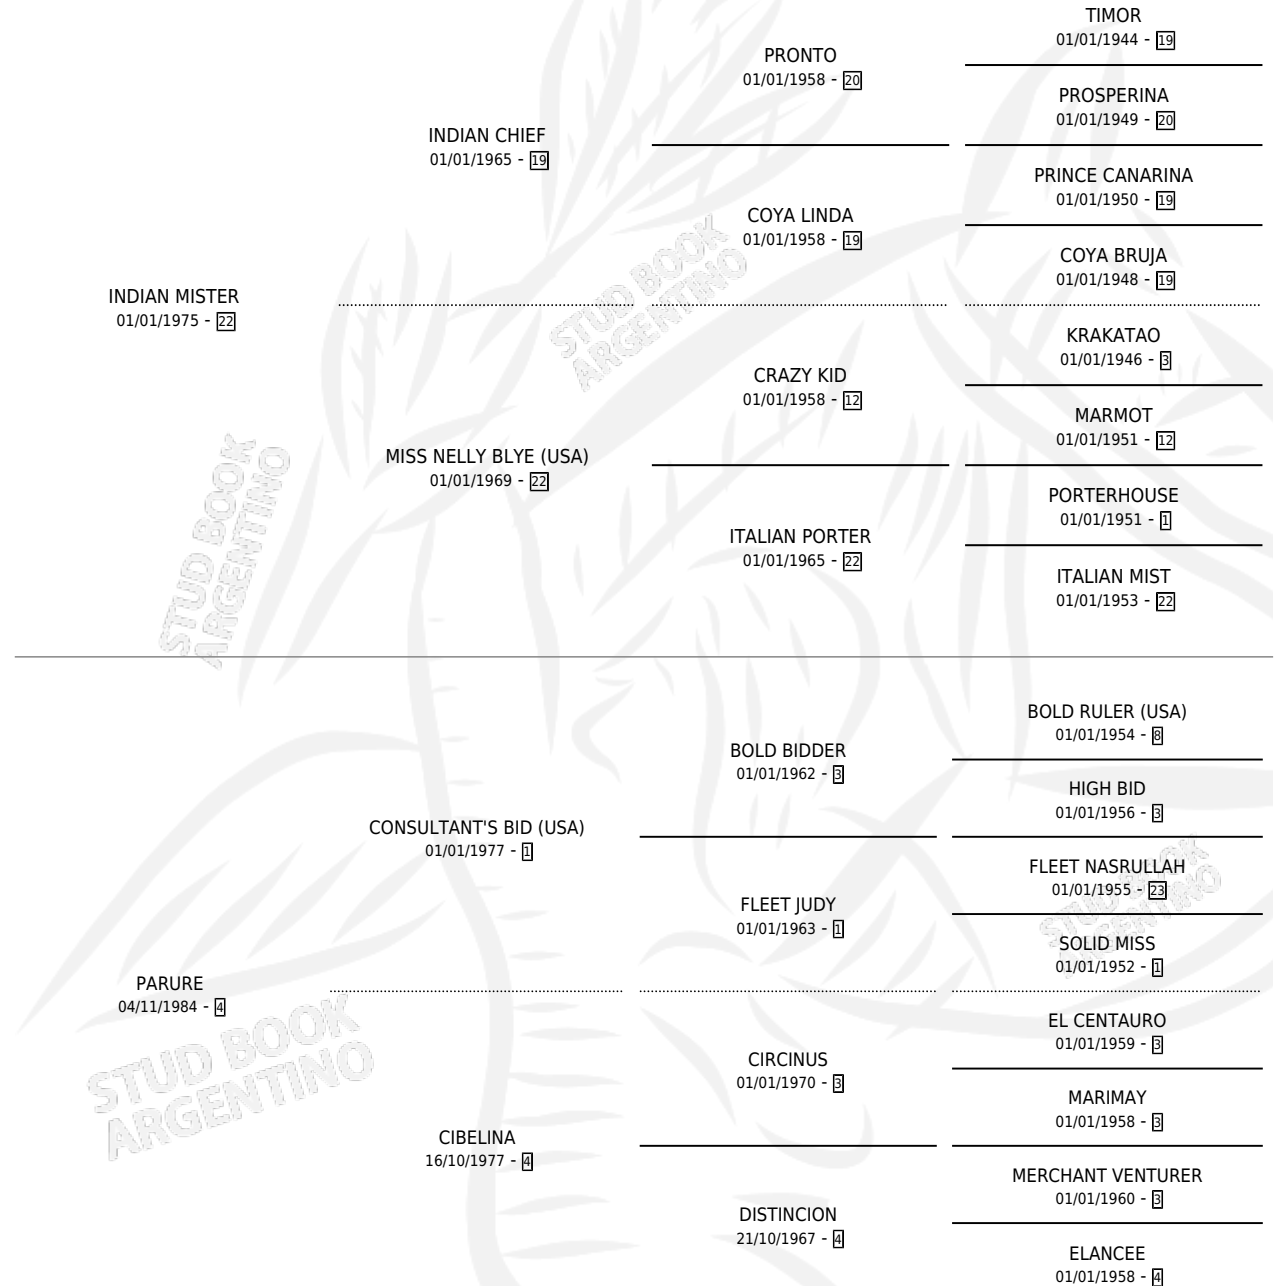 TIMOR
01/01/1944 - 19
PRONTO
01/01/1958 - 20
PROSPERINA
01/01/1949 - 20
INDIAN CHIEF
01/01/1965 - 19
PRINCE CANARINA
01/01/1950 - 19
COYA LINDA
01/01/1958 - 19
COYA BRUJA
01/01/1948 - 19
STUD BOOK
ARGENTINO
INDIAN MISTER
01/01/1975 - 22
KRAKATAO
01/01/1946 - 3
CRAZY KID
01/01/1958 - 12
MARMOT
01/01/1951 - 12
MISS NELLY BLYE (USA)
01/01/1969 - 22
PORTERHOUSE
01/01/1951 - 1
ITALIAN PORTER
01/01/1965 - 22
ITALIAN MIST
01/01/1953 - 22
STUD BOOK
ARGENTINO
BOLD RULER (USA)
01/01/1954 - 8
BOLD BIDDER
01/01/1962 - 3
HIGH BID
01/01/1956 - 3
CONSULTANT'S BID (USA)
01/01/1977 - 1
FLEET NASRULLAH
01/01/1955 - 23
FLEET JUDY
01/01/1963 - 1
STUD BOOK
ARGENTINO
SOLID MISS
01/01/1952 - 1
PARURE
04/11/1984 - 4
EL CENTAURO
01/01/1959 - 3
CIRCINUS
01/01/1970 - 3
MARIMAY
01/01/1958 - 3
STUD BOOK
ARGENTINO
CIBELINA
16/10/1977 - 4
MERCHANT VENTURER
01/01/1960 - 3
DISTINCION
21/10/1967 - 4
ELANCEE
01/01/1958 - 4